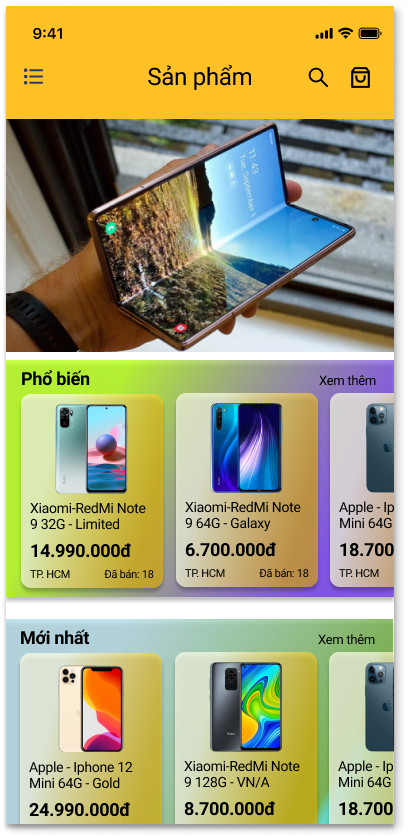 9:41
Sản phẩm
11:43
Tue, September 1
Phổ biến
Xem thêm
Xiaomi-RedMi Note
9 32G - Limited
14.990.000đ
TP. HCM
Đã bán: 18
Xiaomi-RedMi Note
9 64G - Galaxy
6.700.000đ
TP. HCM
Đã bán: 18
Apple - Ip
Mini 64G
18.700
TP. HCM
Mới nhất
Xem thêm
Apple - Iphone 12
Mini 64G - Gold
24.990.000đ
Xiaomi-RedMi Note
9 128G - VN/A
8.700.000đ
Apple - Ip
Mini 64G
18.700